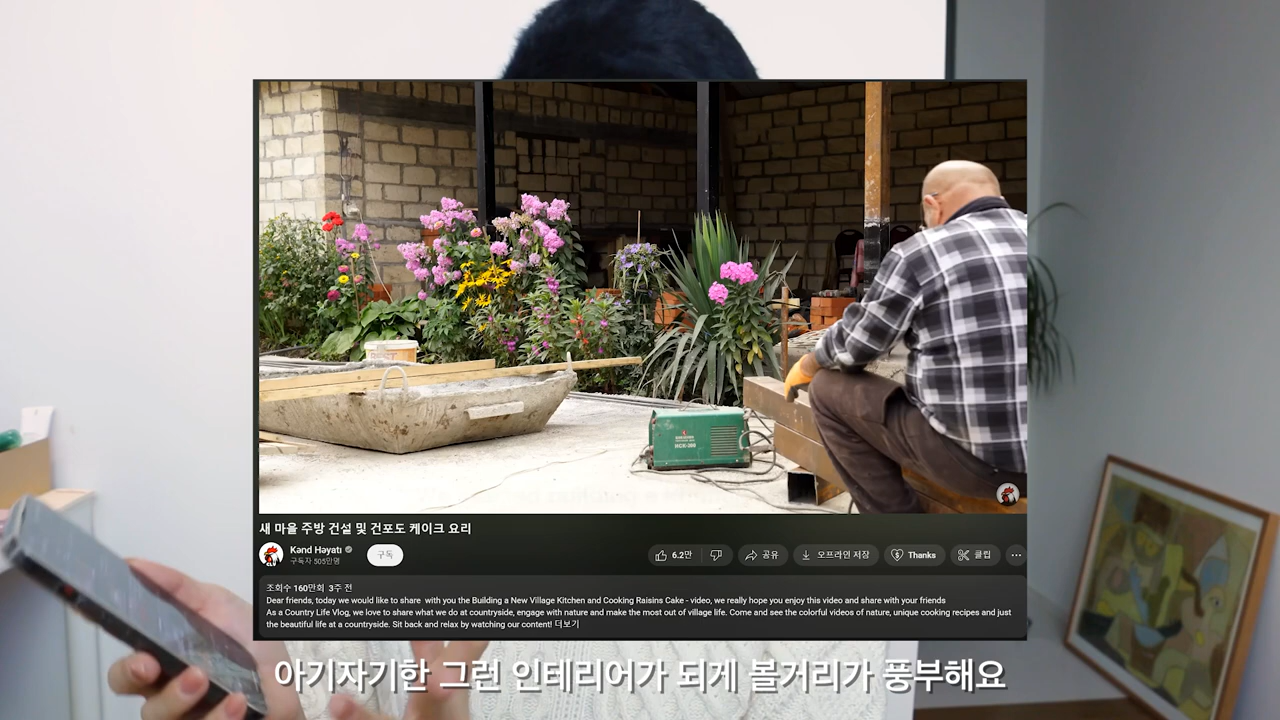 새 마을 주방 건설 및 건포도 케이크 요리
Kənd Həyatı
구독자 505만명
구독
6.2만
공유
오프라인 저장
Thanks
클립
조회수 160만회 3주 전
Dear friends, today we would like to share with you the Building a New Village Kitchen and Cooking Raisins Cake - video, we really hope you enjoy this video and share with your friends
As a Country Life Vlog, we love to share what we do at countryside, engage with nature and make the most out of village life. Come and see the colorful videos of nature, unique cooking recipes and just
the beautiful life at a countryside. Sit back and relax by watching our content! 더보기
아기자기한 그런 인테리어가 되게 볼거리가 풍부해요